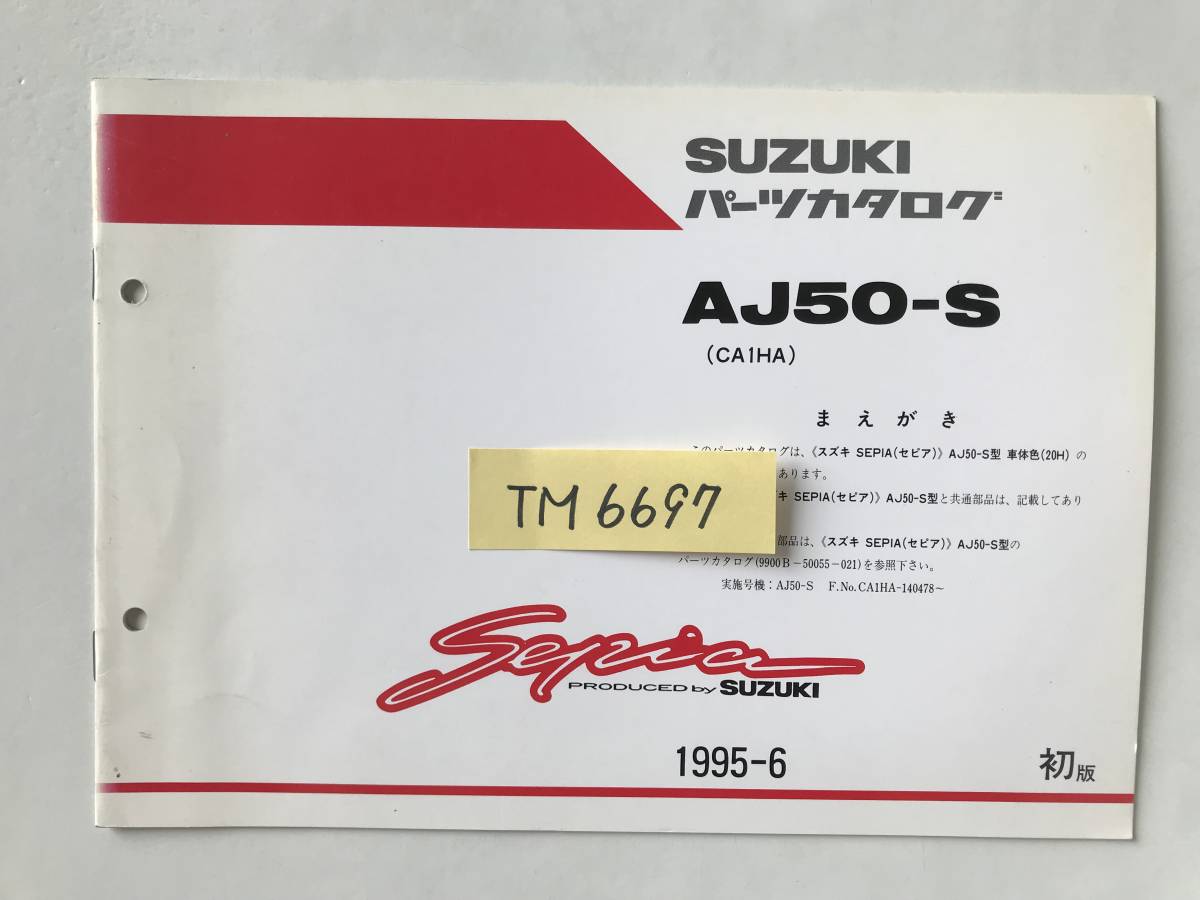 SUZUKI
パーツカタログ
AJ50-S
(CA1HA)
まえがき
このパーツカタログは、《スズキ SEPIA(セピア)》AJ50-S型 車体色(20H) の
あります。
キ SEPIA(セピア)》AJ50-S型と共通部品は、記載してあり
部品は、《スズキ SEPIA(セピア)》AJ50-S型の
パーツカタログ(9900B-50055-021)を参照下さい。
実施号機:AJ50-S F.No.CA1HA-140478~
TM6697
Sepia
PRODUCED by SUZUKI
1995-6
初版